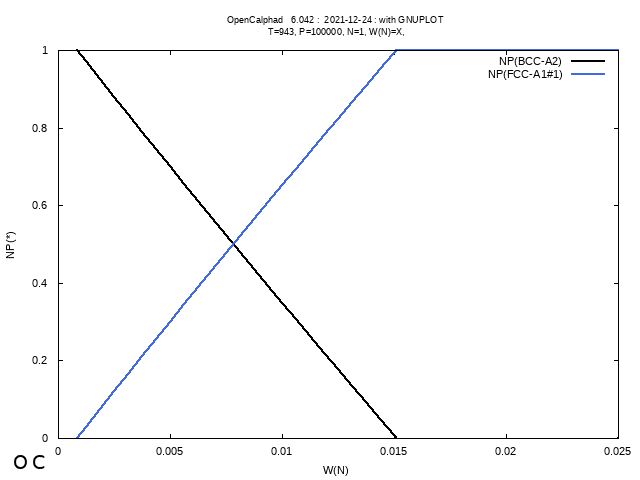 OpenCalphad 6.042 : 2021-12-24 : with GNUPLOT
T=943, P=100000, N=1, W(N)=X,
NP(BCC-A2)
NP(FCC-A1#1)
1
0.8
0.6
0.4
0.2
0
NP(*)
0 0.005 0.01 0.015 0.02 0.025
W(N)
O C